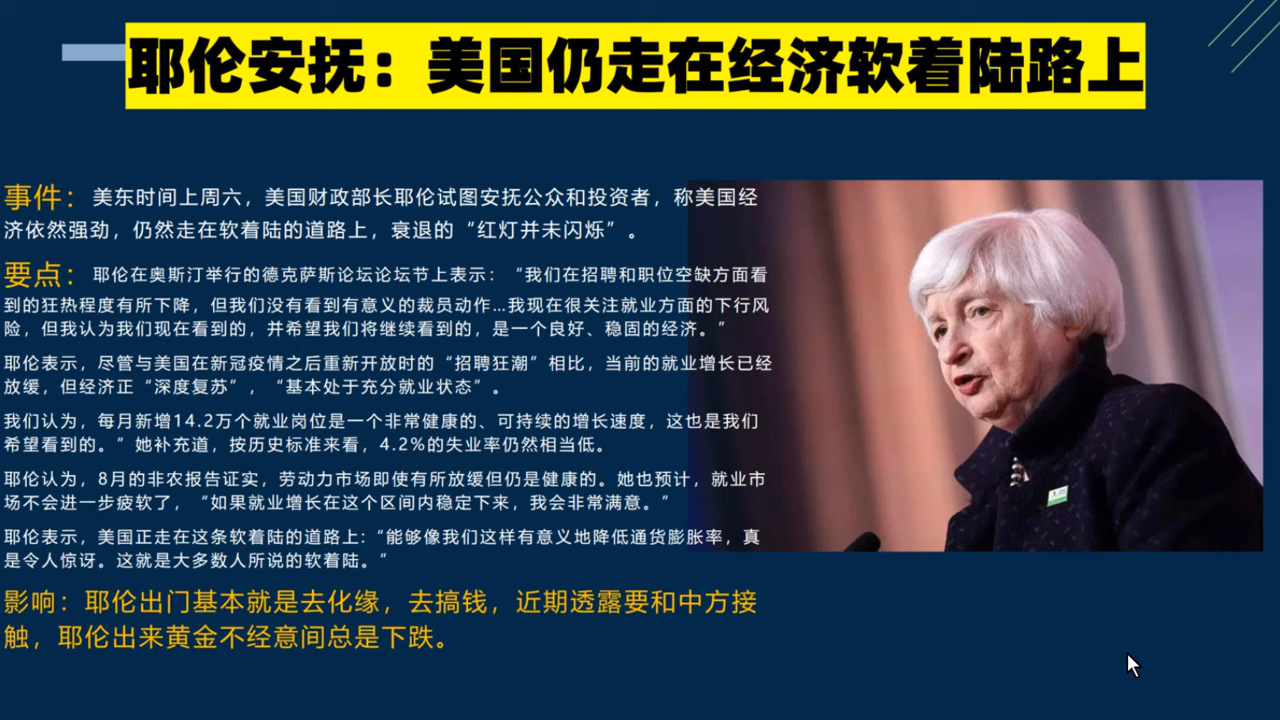 耶伦安抚：美国仍走在经济软着陆路上
事件：美东时间上周六，美国财政部长耶伦试图安抚公众和投资者，称美国经
济依然强劲，仍然走在软着陆的道路上，衰退的“红灯并未闪烁”。
要点：耶伦在奥斯汀举行的德克萨斯论坛论坛节上表示：“我们在招聘和职位空缺方面看
到的狂热程度有所下降，但我们没有看到有意义的裁员动作...我现在很关注就业方面的下行风
险，但我认为我们现在看到的，并希望我们将继续看到的，是一个良好、稳固的经济。”
耶伦表示，尽管与美国在新冠疫情之后重新开放时的“招聘狂潮”相比，当前的就业增长已经
放缓，但经济正“深度复苏”，“基本处于充分就业状态”。
我们认为，每月新增14.2万个就业岗位是一个非常健康的、可持续的增长速度，这也是我们
希望看到的。”她补充道，按历史标准来看，4.2%的失业率仍然相当低。
耶伦认为，8月的非农报告证实，劳动力市场即使有所放缓但仍是健康的。她也预计，就业市
场不会进一步疲软了，“如果就业增长在这个区间内稳定下来，我会非常满意。”
耶伦表示，美国正走在这条软着陆的道路上：“能够像我们这样有意义地降低通货膨胀率，真
是令人惊讶。这就是大多数人所说的软着陆。”
影响：耶伦出门基本就是去化缘，去搞钱，近期透露要和中方接
触，耶伦出来黄金不经意间总是下跌。